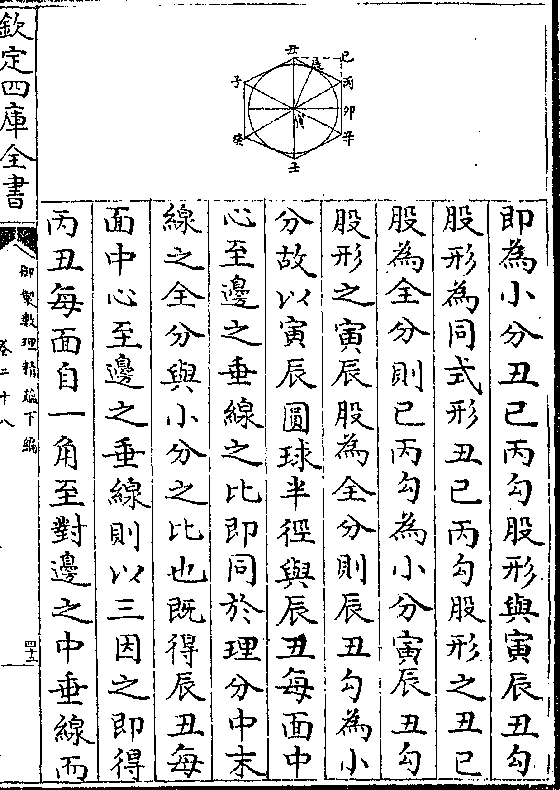 欽定四庫全書
御製數理精蘊下編
卷二十八
四十三
丑
巳
子
辰
丙
寅
卯
癸
辛
壬
即為小分丑巳丙勾股形與寅辰丑勾
股形為同式形丑巳丙勾股形之丑巳
股為全分則巳丙勾為小分寅辰丑勾
股形之寅辰股為全分則辰丑勾為小
分故以寅辰圓球半徑與辰丑每面中
心至邊之垂線之比即同於理分中末
線之全分與小分之比也既得辰丑每
面中心至邊之垂線則以三因之即得
丙丑每面自一角至對邊之中垂線而